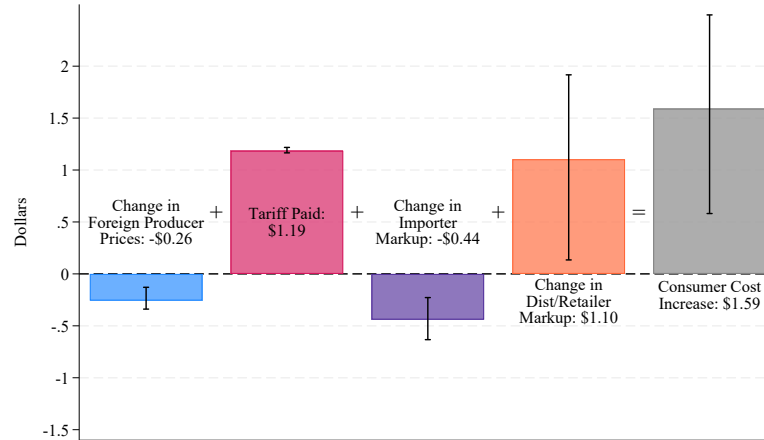 Dollars
2
1.5
1
.5
0
-.5
-1
-1.5
Change in
Foreign Producer
Prices: -$0.26
+
Tariff Paid:
$1.19
+
Change in
Importer
Markup: -$0.44
+
Change in
Dist/Retailer
Markup: $1.10
=
Consumer Cost
Increase: $1.59